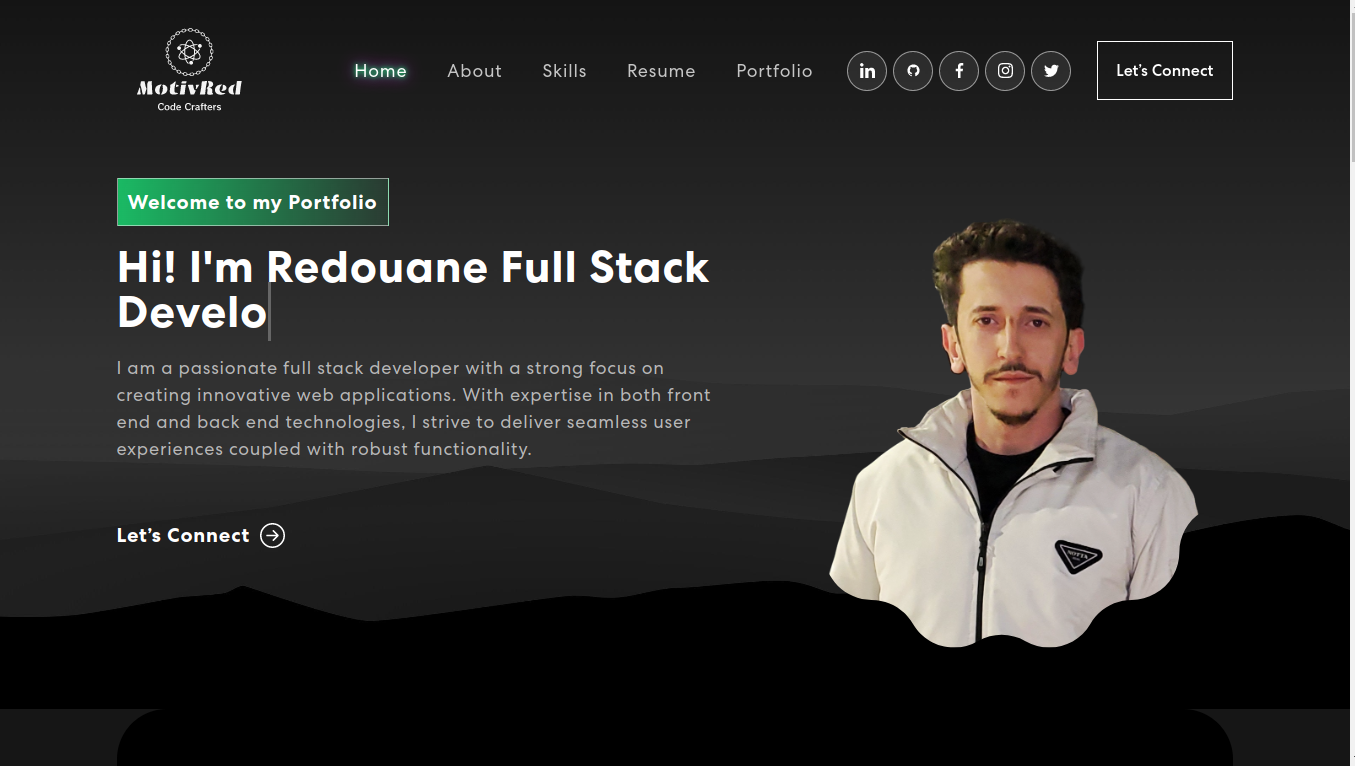 MotivRed
Code Crafters
Home About Skills Resume Portfolio
Let's Connect
Welcome to my Portfolio
Hi! I'm Redouane Full Stack
Develo
I am a passionate full stack developer with a strong focus on
creating innovative web applications. With expertise in both front
end and back end technologies, I strive to deliver seamless user
experiences coupled with robust functionality.
Let’s Connect